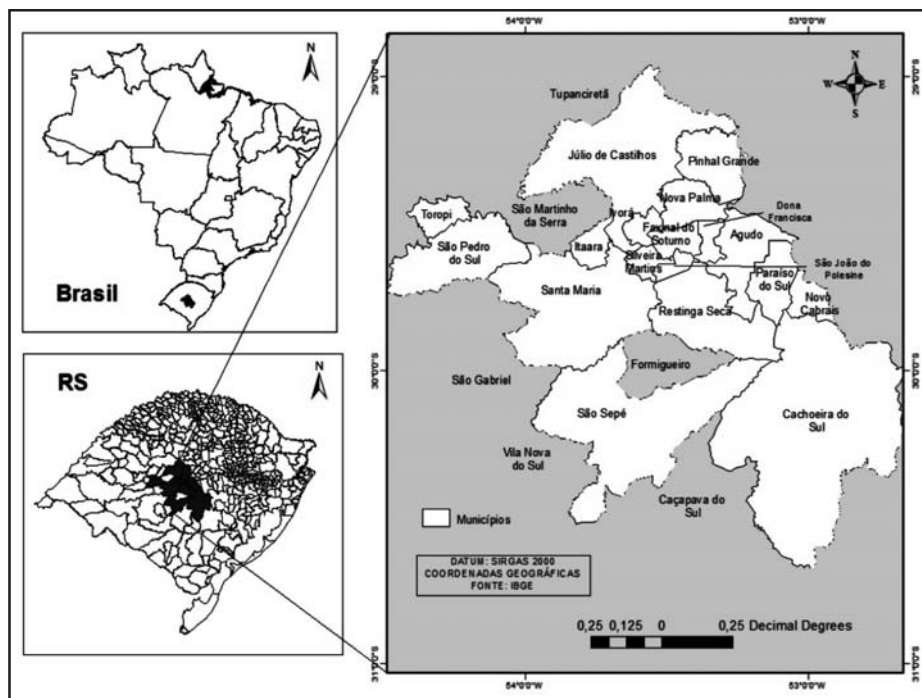 N
Brasil
N
RS
54°0'0"W
53°0'0"W
29°0'0"S
29°0'0"S
30°0'0"S
30°0'0"S
31°0'0"S
31°0'0"S
54°0'0"W
53°0'0"W
N
W
E
S
Tupanciretã
Júlio de Castilhos
Pinhal Grande
Nova Palma
Dona
Francisca
Toropi
São Martinho
da Serra
Ivorá
Faxinal do
Soturno
Agudo
São Pedro
do Sul
Itaara
Silveira
Martins
São João do
Polesine
Paraíso
do Sul
Santa Maria
Restinga Seca
Novo
Cabrais
Formigueiro
São Gabriel
São Sepé
Cachoeira do
Sul
Vila Nova
do Sul
Caçapava
do Sul
Municípios
DATUM: SIRGAS 2000
COORDENADAS GEOGRÁFICAS
FONTE: IBGE
0,25 0,125 0 0,25 Decimal Degrees